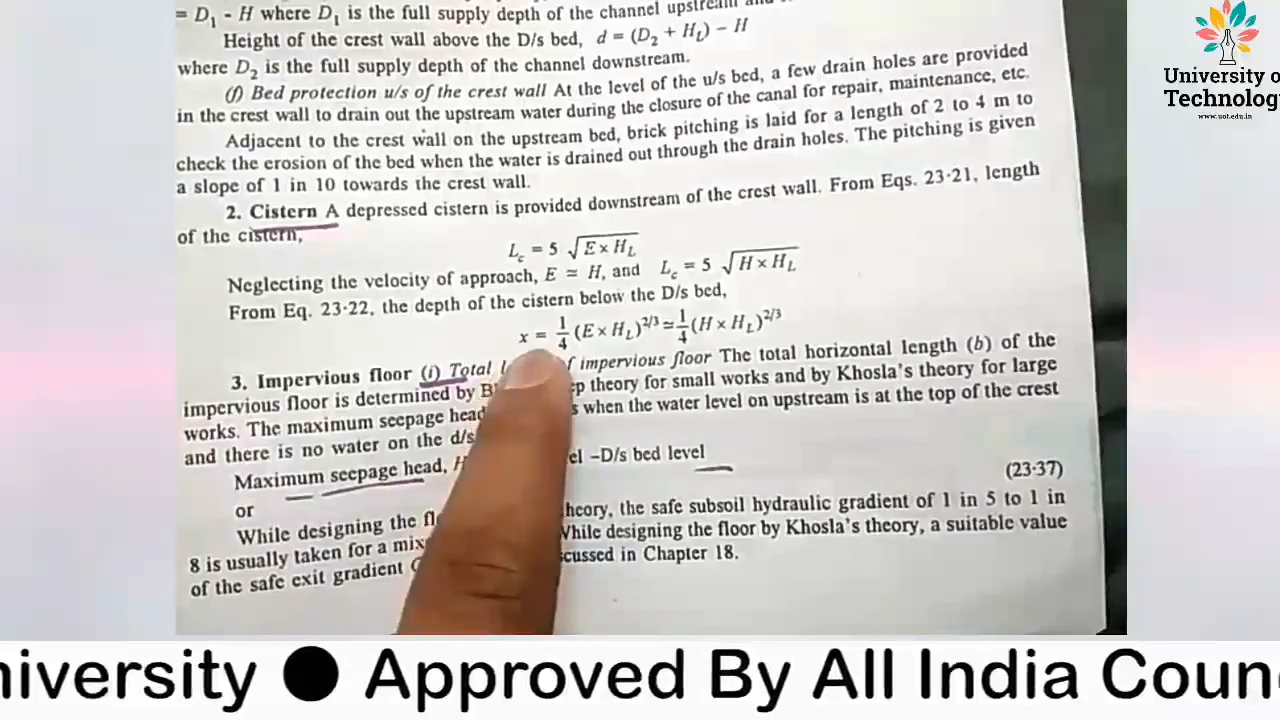 = D₁ - H where D₁ is the full supply depth of the channel upstream and
Height of the crest wall above the D/s bed, d = (D₂ + H_L) – H
where D₂ is the full supply depth of the channel downstream.
(f) Bed protection u/s of the crest wall At the level of the u/s bed, a few drain holes are provided
in the crest wall to drain out the upstream water during the closure of the canal for repair, maintenance, etc.
Adjacent to the crest wall on the upstream bed, brick pitching is laid for a length of 2 to 4 m to
check the erosion of the bed when the water is drained out through the drain holes. The pitching is given
a slope of 1 in 10 towards the crest wall.
2. Cistern A depressed cistern is provided downstream of the crest wall. From Eqs. 23·21, length
of the cistern,
L_c = 5 √(E × H_L)
Neglecting the velocity of approach, E ≃ H, and L_c = 5 √(H × H_L)
From Eq. 23·22, the depth of the cistern below the D/s bed,
x = 1/4 (E × H_L)^2/3 ≃ 1/4 (H × H_L)^2/3
3. Impervious floor (i) Total impervious floor The total horizontal length (b) of the
impervious floor is determined by theory for small works and by Khosla's theory for large
works. The maximum seepage head when the water level on upstream is at the top of the crest
and there is no water on the d/s
Maximum seepage head, –D/s bed level
(23·37)
or
While designing the the safe subsoil hydraulic gradient of 1 in 5 to 1 in
8 is usually taken for a While designing the floor by Khosla's theory, a suitable value
of the safe exit gradient in Chapter 18.
University of
Technology
www.uot.edu.in
Approved By All India